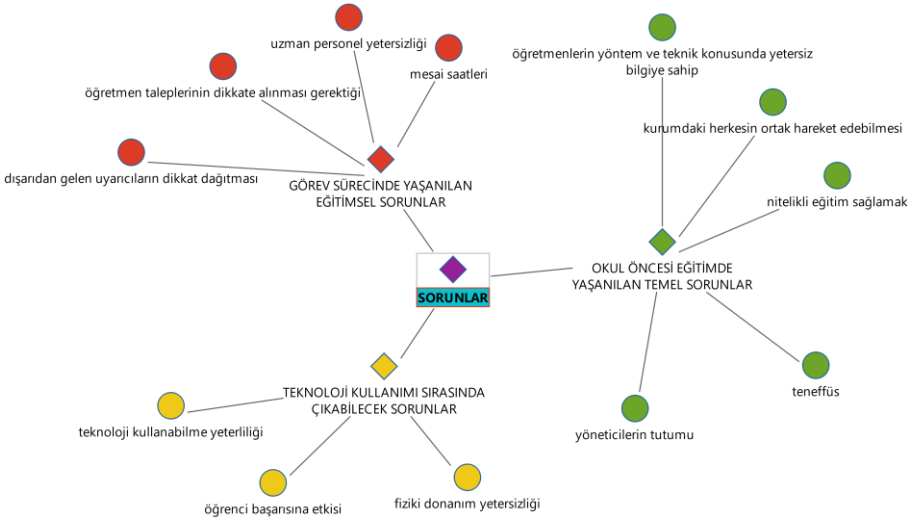 uzman personel yetersizliği
mesai saatleri
öğretmen taleplerinin dikkate alınması gerektiği
dışarıdan gelen uyarıcıların dikkat dağıtması
GÖREV SÜRECİNDE YAŞANILAN
EĞİTİMSEL SORUNLAR
öğretmenlerin yöntem ve teknik konusunda yetersiz
bilgiye sahip
kurumdaki herkesin ortak hareket edebilmesi
nitelikli eğitim sağlamak
OKUL ÖNCESİ EĞİTİMDE
YAŞANILAN TEMEL SORUNLAR
SORUNLAR
teneffüs
yöneticilerin tutumu
TEKNOLOJİ KULLANIMI SIRASINDA
ÇIKABİLECEK SORUNLAR
teknoloji kullanabilme yeterliliği
öğrenci başarısına etkisi
fiziki donanım yetersizliği